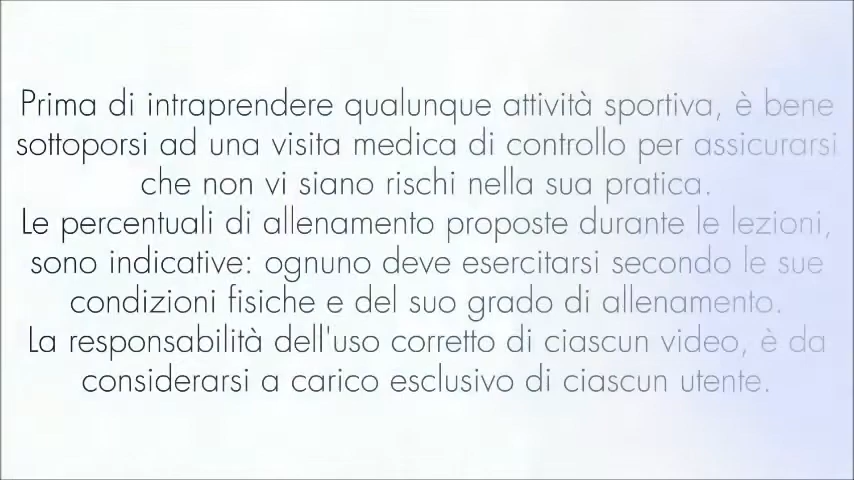 Prima di intraprendere qualunque attività sportiva, è bene
sottoporsi ad una visita medica di controllo per assicurarsi
che non vi siano rischi nella sua pratica.
Le percentuali di allenamento proposte durante le lezioni,
sono indicative: ognuno deve esercitarsi secondo le sue
condizioni fisiche e del suo grado di allenamento.
La responsabilità dell'uso corretto di ciascun video, è da
considerarsi a carico esclusivo di ciascun utente.